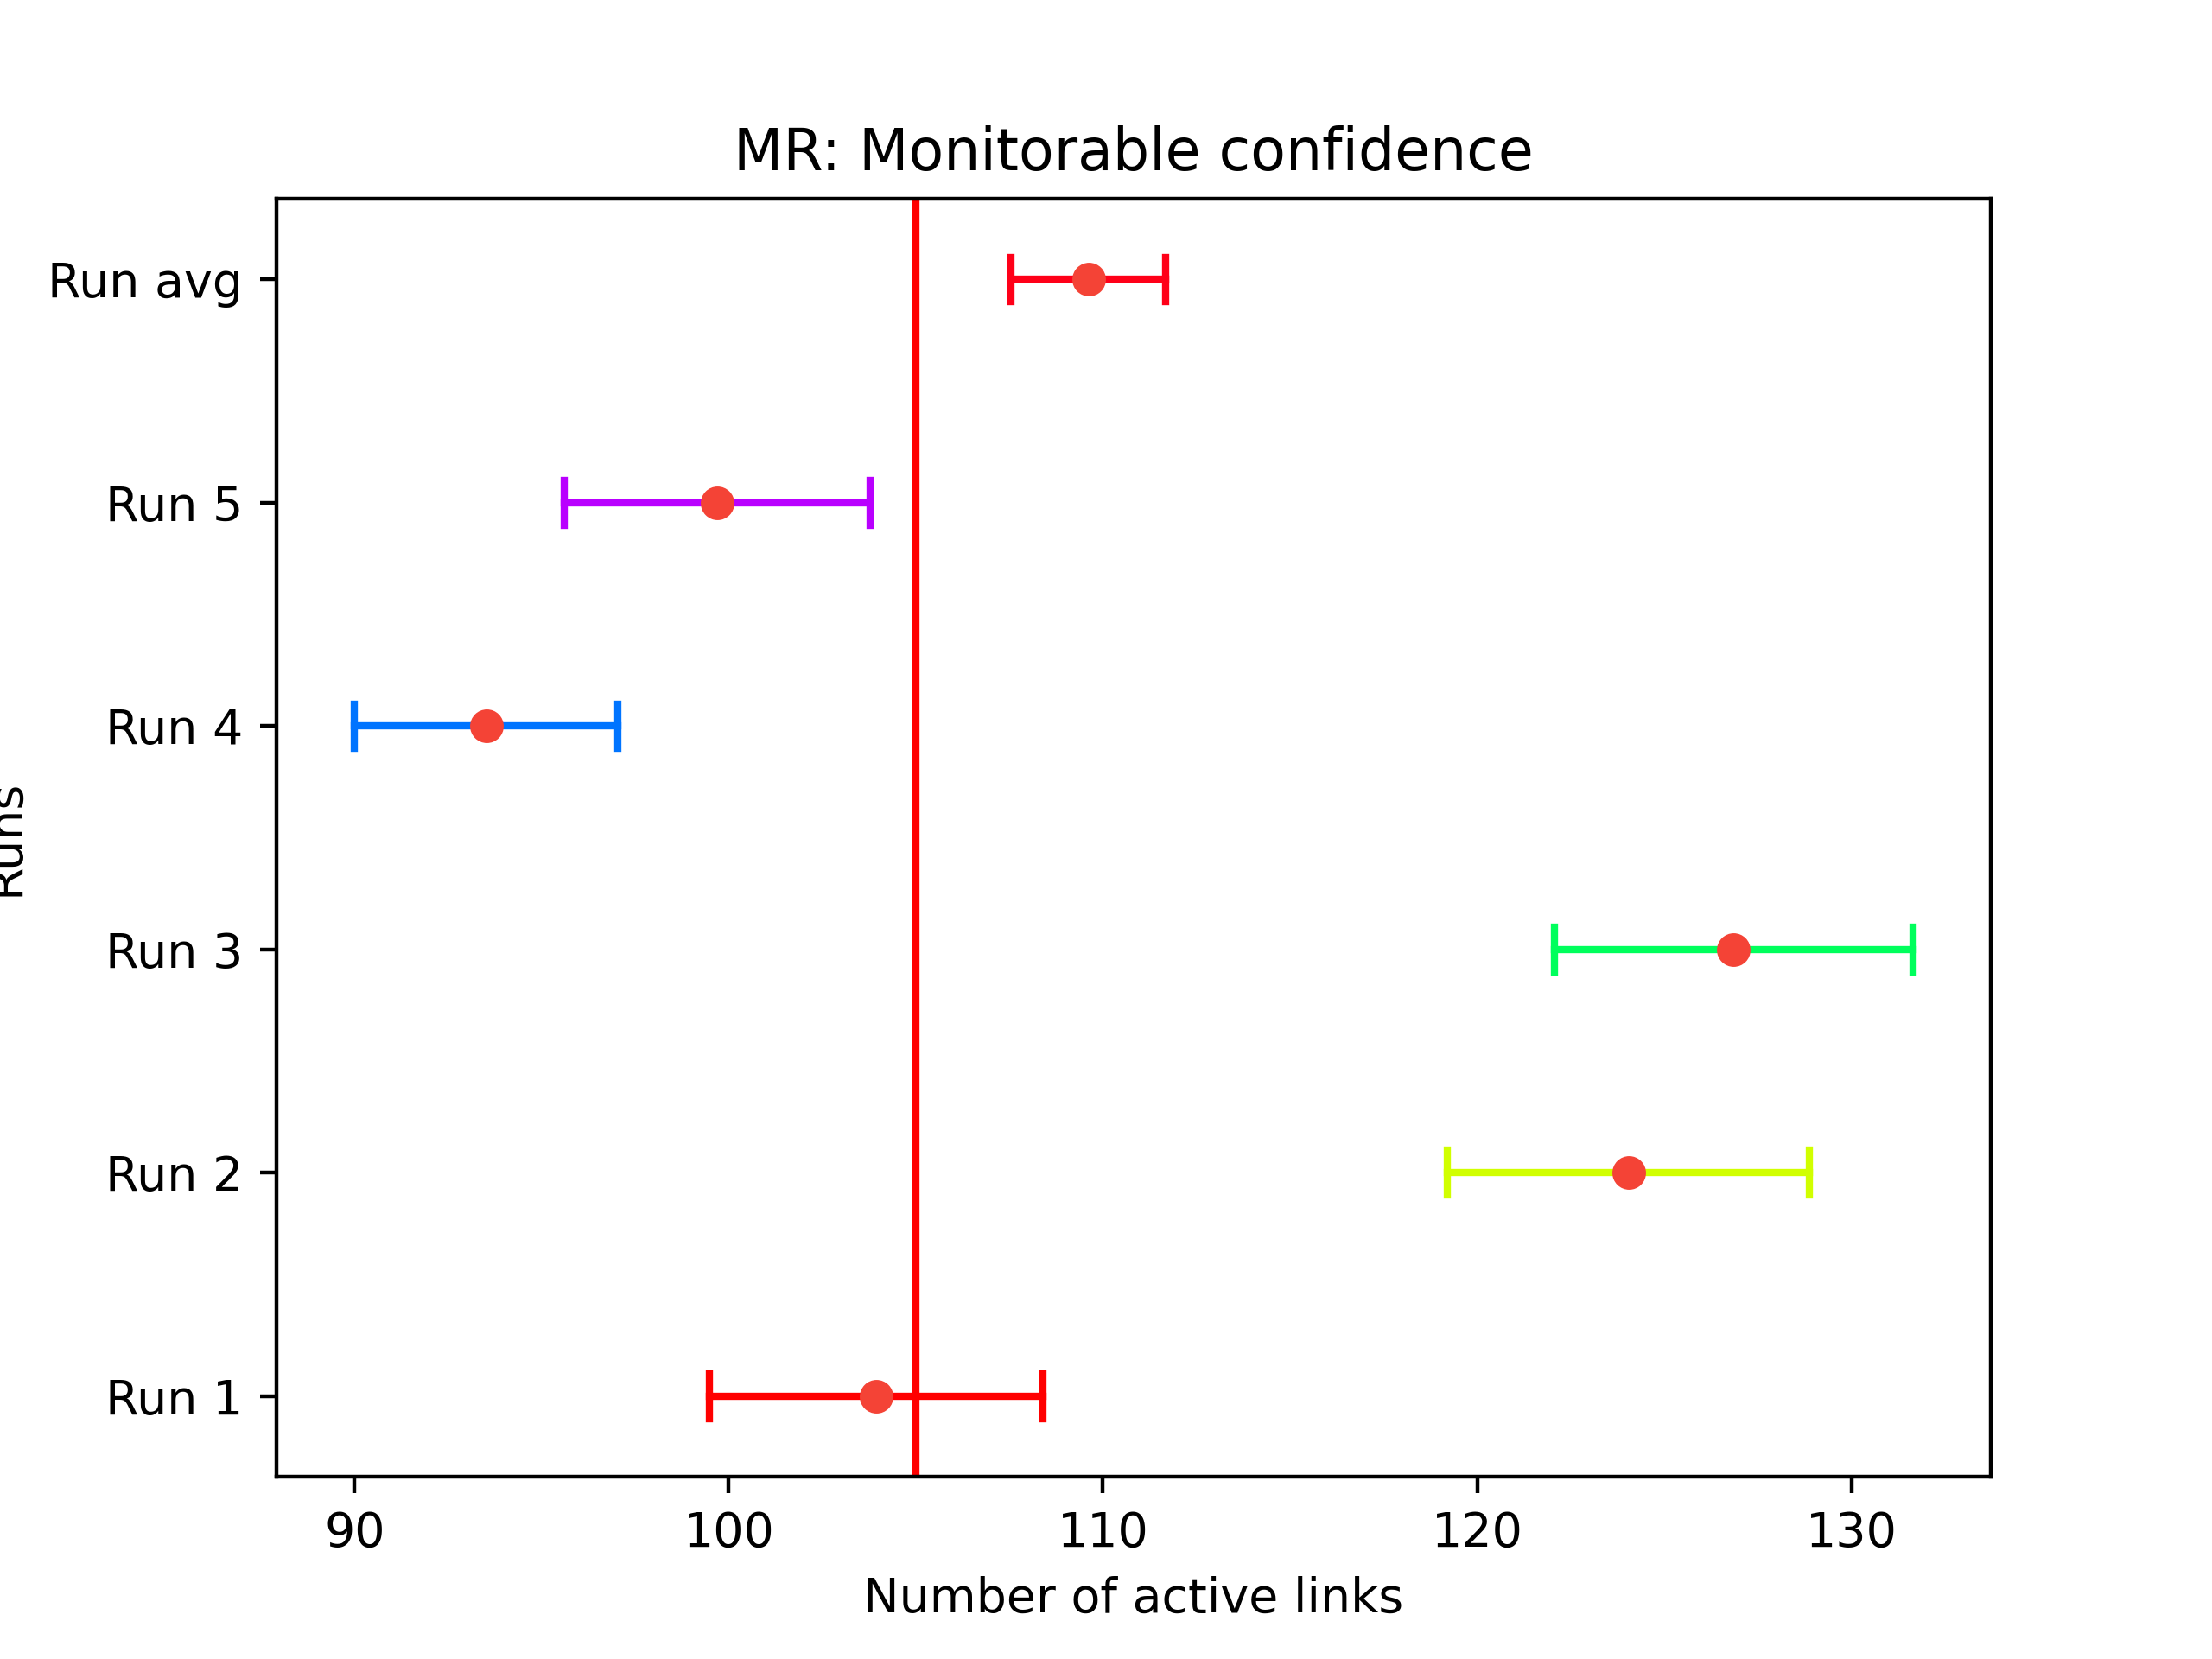 MR: Monitorable confidence
Run avg
Run 5
Run 4
Runs
Run 3
Run 2
Run 1
90 100 110 120 130
Number of active links